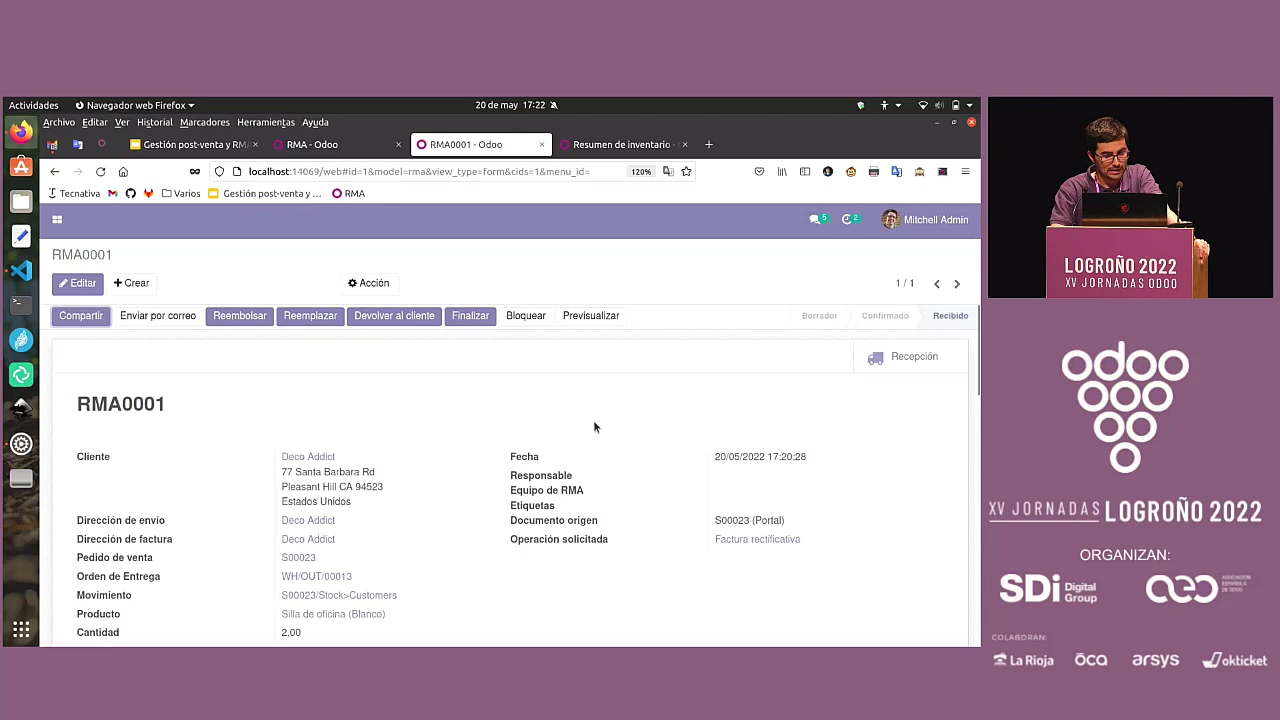 Actividades
Navegador web Firefox
20 de may 17:22
Archivo Editar Ver Historial Marcadores Herramientas Ayuda
Gestión post-venta y RM
RMA - Odoo
RMA0001 - Odoo
Resumen de inventario -
localhost:14069/web#id=1&model=rma&view_type=form&cids=1&menu_id=
120%
Tecnativa
Varios
Gestión post-venta y ...
RMA
5
2
Mitchell Admin
RMA0001
Editar
Crear
Acción
1 / 1
Compartir
Enviar por correo
Reembolsar
Reemplazar
Devolver al cliente
Finalizar
Bloquear
Previsualizar
Borrador
Confirmado
Recibido
Recepción
RMA0001
Cliente
Deco Addict
77 Santa Barbara Rd
Pleasant Hill CA 94523
Estados Unidos
Dirección de envío
Deco Addict
Dirección de factura
Deco Addict
Pedido de venta
S00023
Orden de Entrega
WH/OUT/00013
Movimiento
S00023/Stock>Customers
Producto
Silla de oficina (Blanco)
Cantidad
2,00
Fecha
20/05/2022 17:20:28
Responsable
Equipo de RMA
Etiquetas
Documento origen
S00023 (Portal)
Operación solicitada
Factura rectificativa
LOGROÑO 2022
XV JORNADAS ODOO
odoo
XV JORNADAS LOGROÑO 2022
ORGANIZAN:
SDi Digital
Group
aeo ASOCIACIÓN
ESPAÑOLA
DE ODOO
COLABORAN:
La Rioja
oca
arsys
okticket